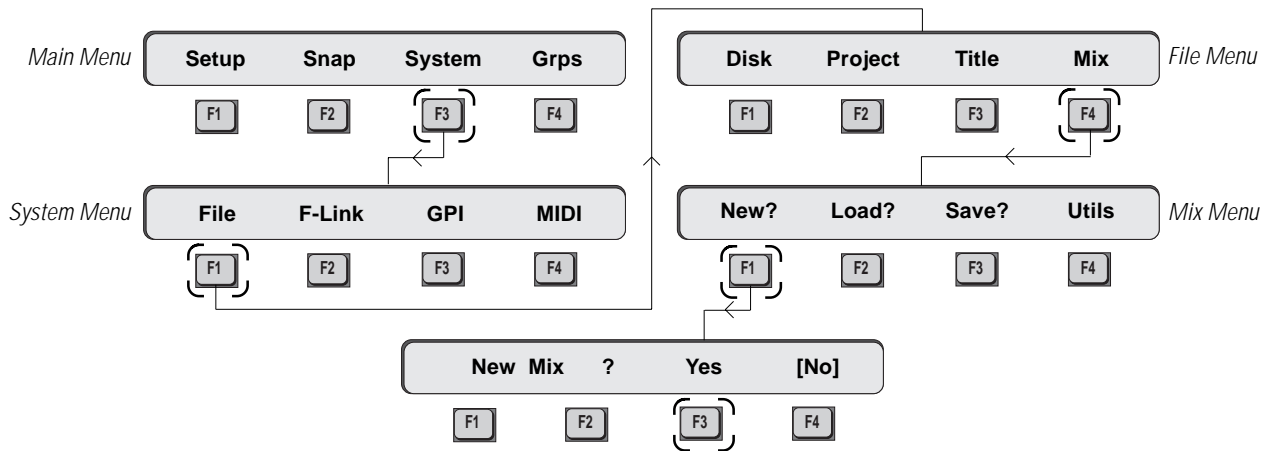 Main Menu
Setup Snap System Grps
F1 F2 F3 F4
File Menu
Disk Project Title Mix
F1 F2 F3 F4
System Menu
File F-Link GPI MIDI
F1 F2 F3 F4
Mix Menu
New? Load? Save? Utils
F1 F2 F3 F4
New Mix ? Yes [No]
F1 F2 F3 F4